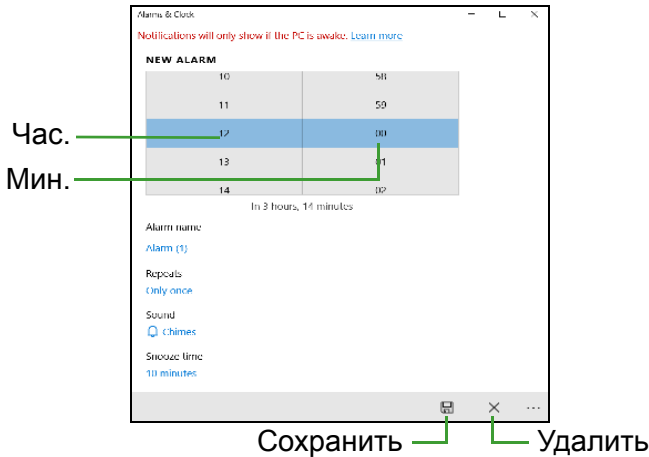 Alarms & Clock
Notifications will only show if the PC is awake. Learn more
NEW ALARM
10 58
11 59
Час. 12 00
13 01
Мин.
14 02
In 3 hours, 14 minutes
Alarm name
Alarm (1)
Repeats
Only once
Sound
Chimes
Snooze time
10 minutes
Сохранить Удалить